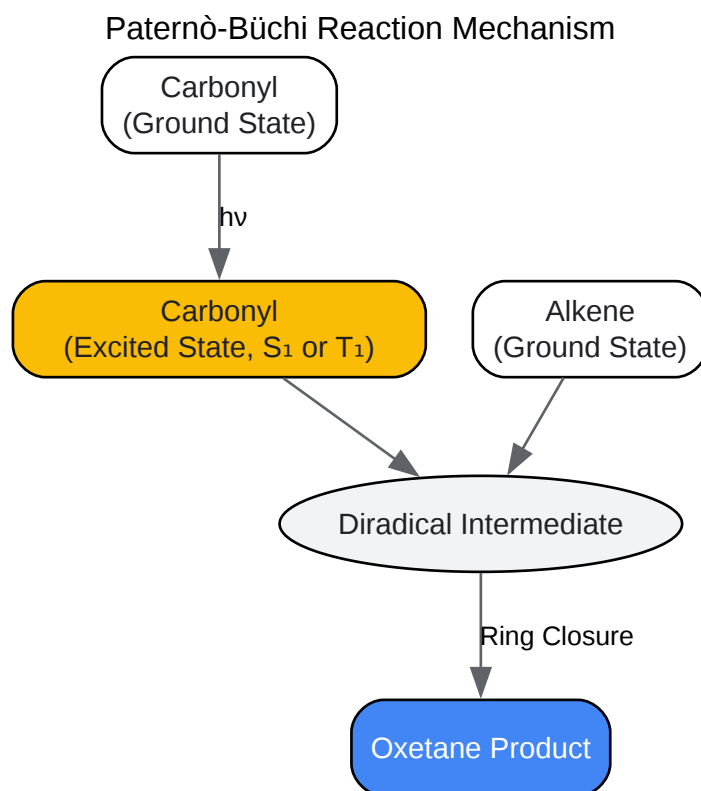 Paternò-Büchi Reaction Mechanism
Carbonyl
(Ground State)
hν
Carbonyl
(Excited State, S₁ or T₁)
Alkene
(Ground State)
Diradical Intermediate
Ring Closure
Oxetane Product